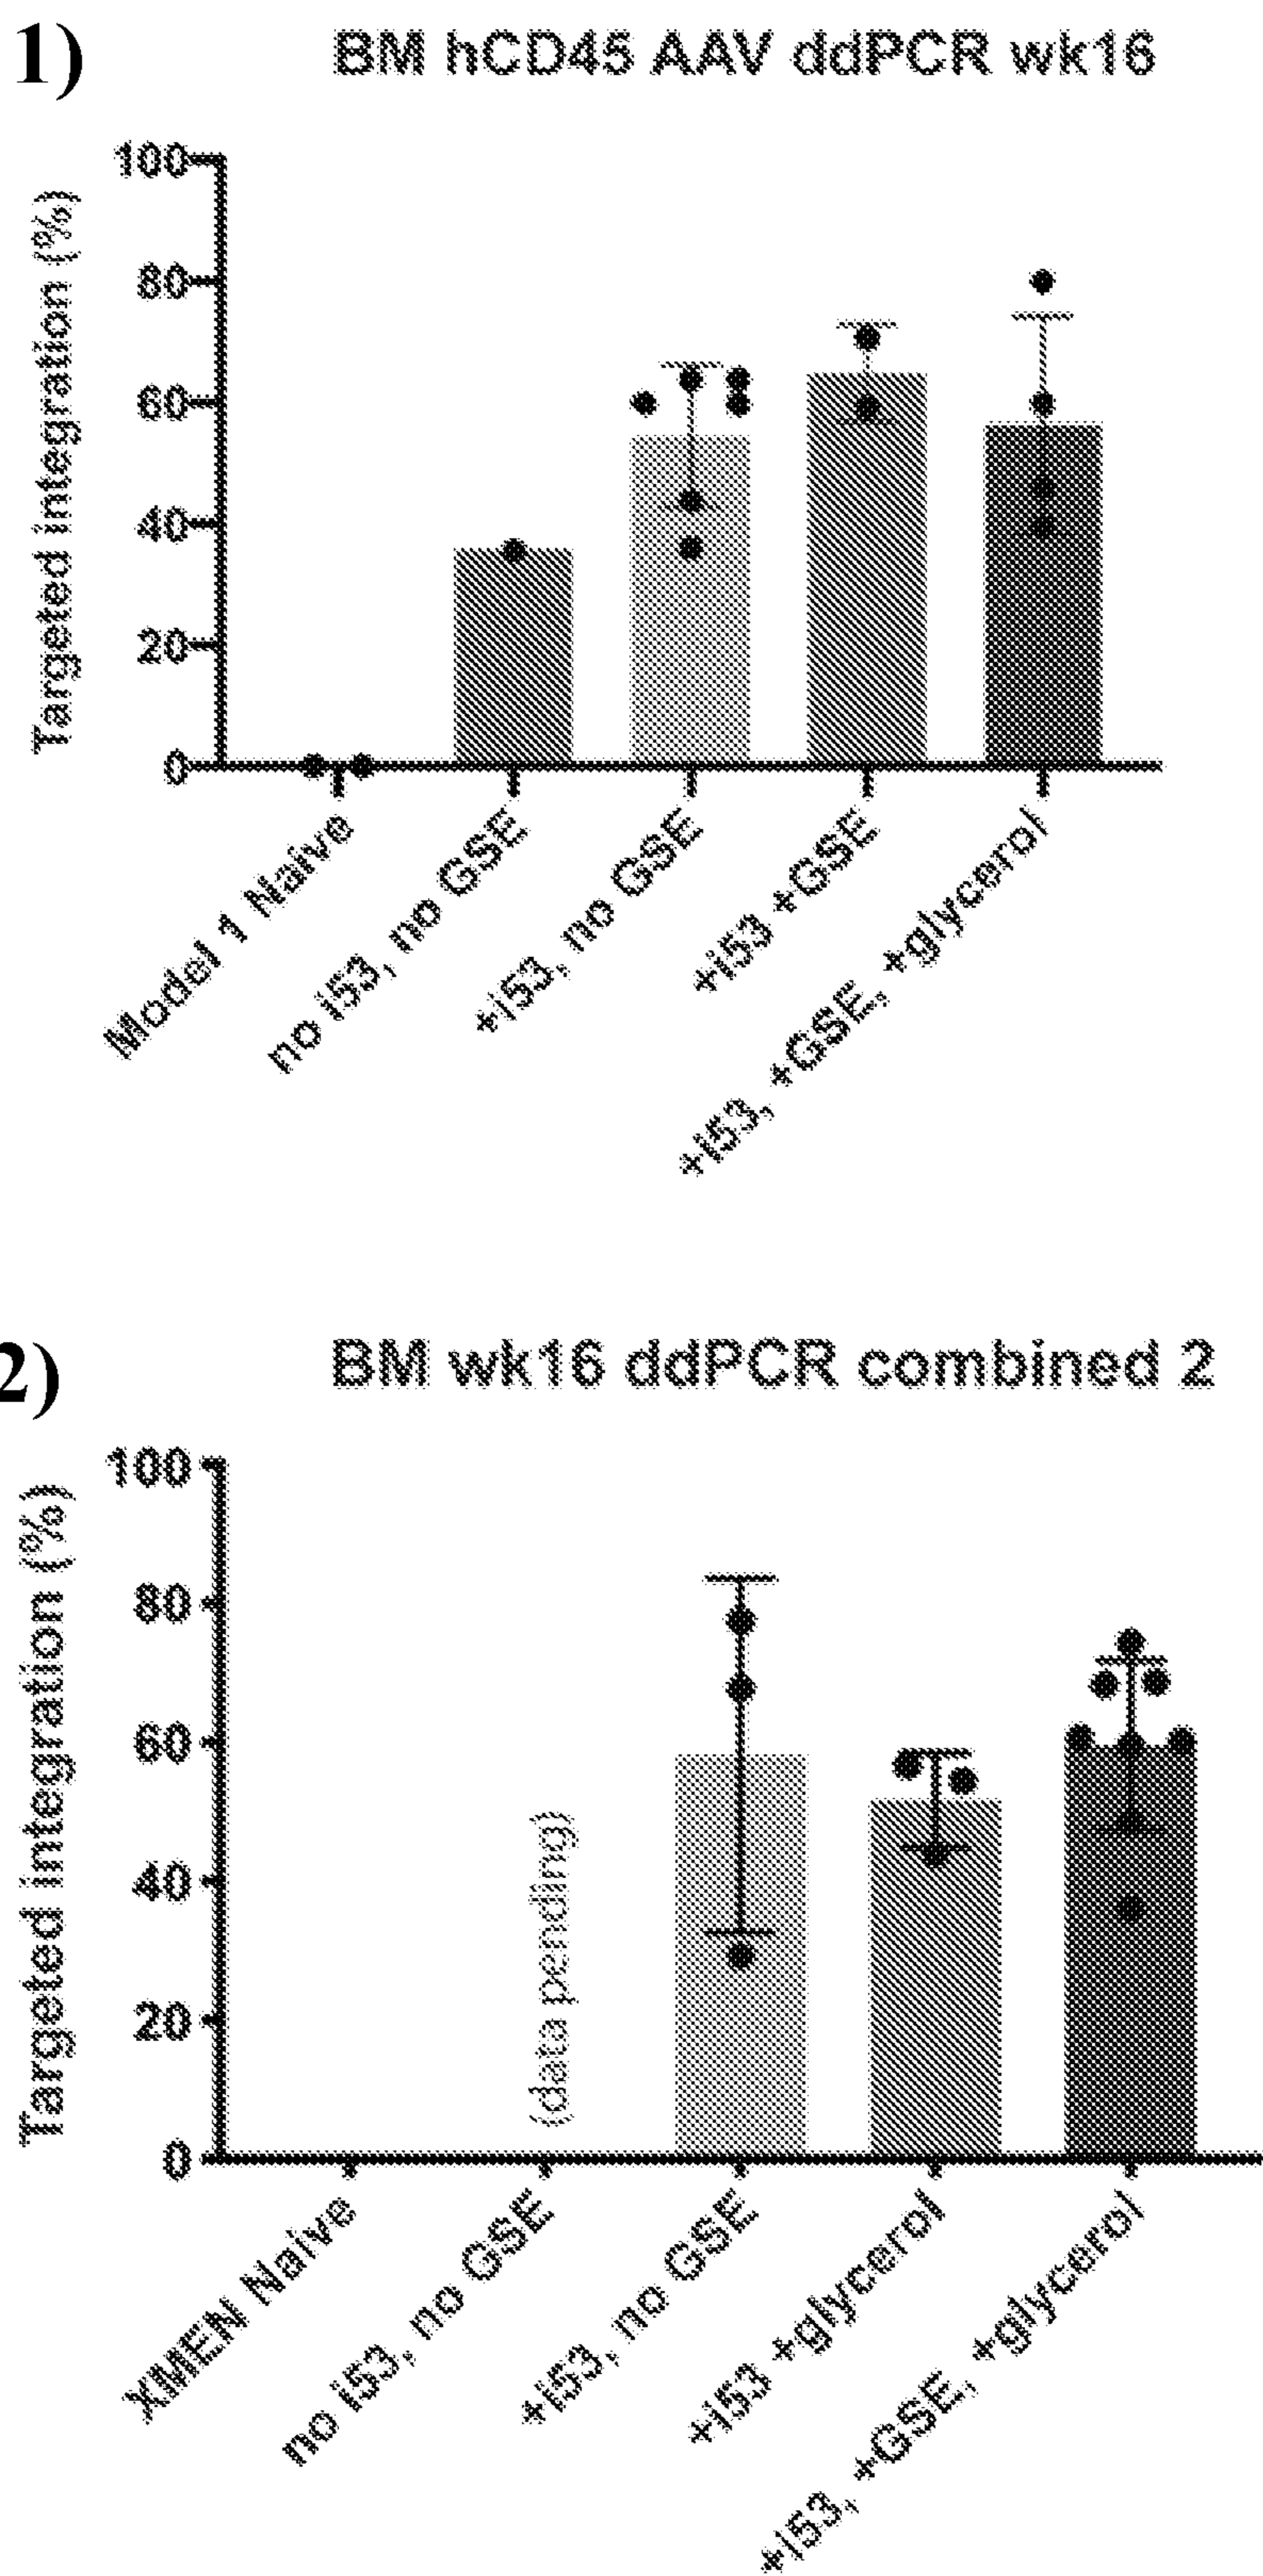 1)
BM hCD45 AAV ddPCR wk16
Targeted integration (%)
100
80
60
40
20
0
Model 1 Naive
no i53, no GSE
+i53, no GSE
+i53 +GSE
+i53, +GSE, +glycerol
2)
BM wk16 ddPCR combined 2
Targeted integration (%)
100
80
60
40
20
0
(data pending)
XMEN Naive
no i53, no GSE
+i53, no GSE
+i53 +glycerol
+i53, +GSE, +glycerol